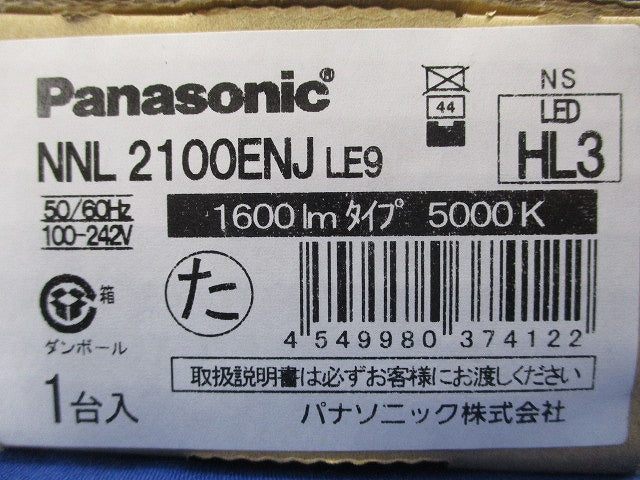 Panasonic®
NS
44
LED
HL3
NNL 2100ENJ LE9
50/60Hz
100-242V
1600 lm タイプ 5000 K
箱
ダンボール
た
4 549980 374122
取扱説明書は必ずお客様にお渡しください
1台入
パナソニック株式会社